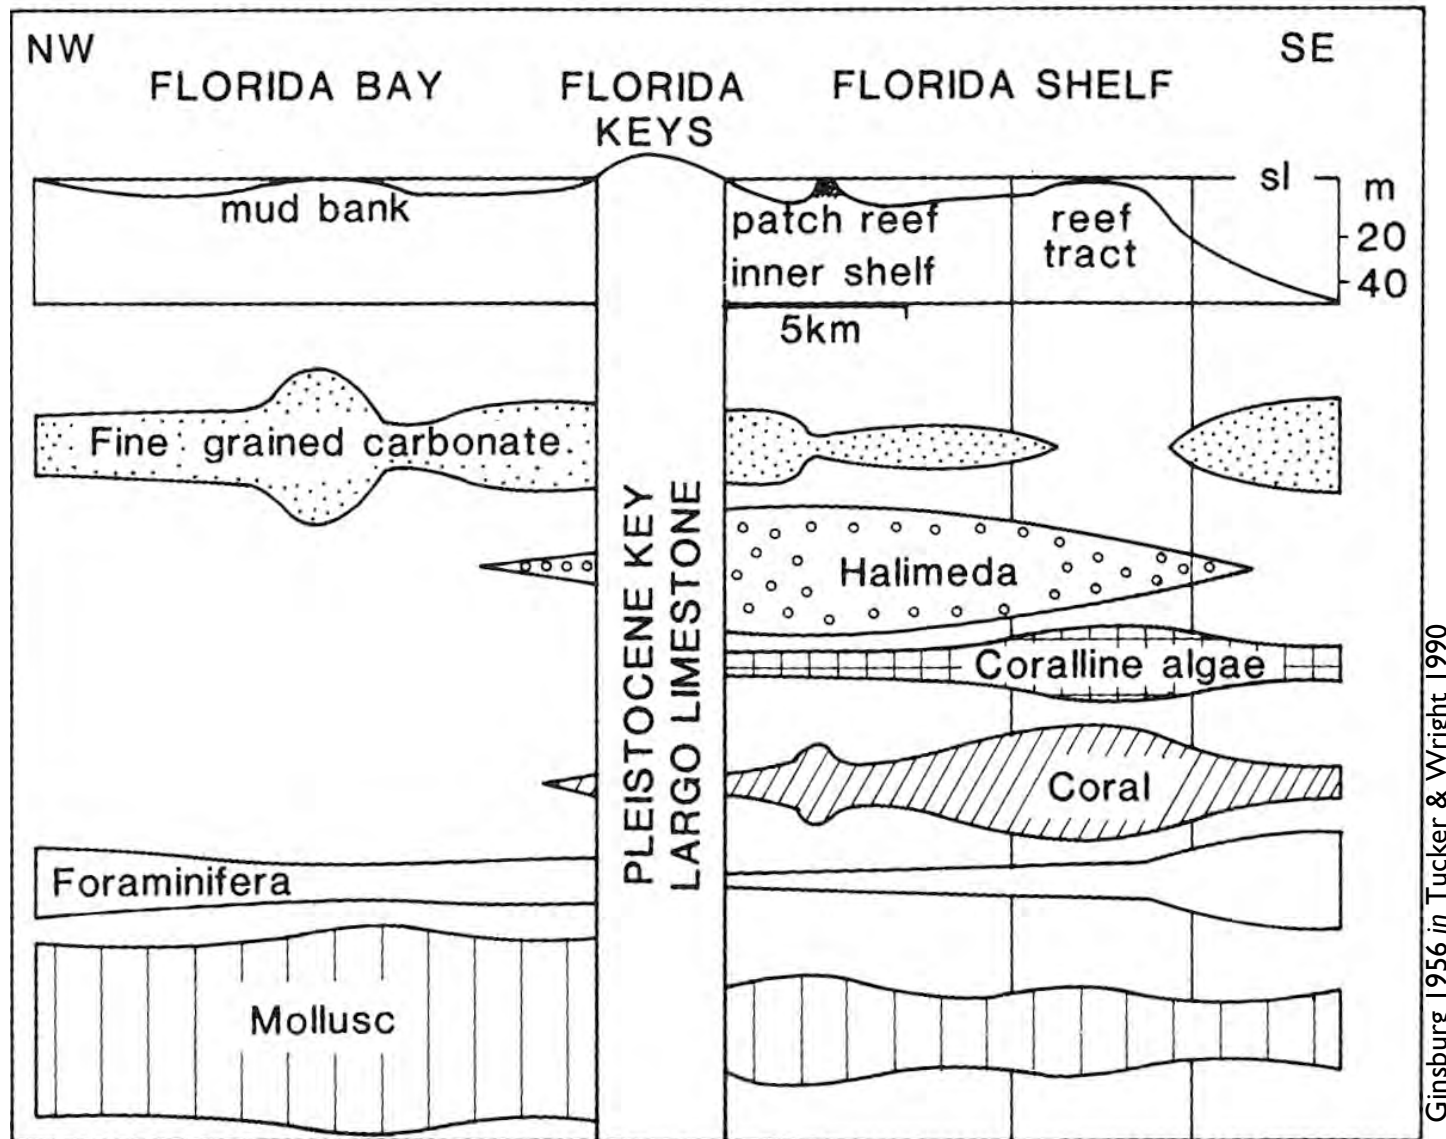 NW
SE
FLORIDA BAY
FLORIDA
KEYS
FLORIDA SHELF
sl
m
20
40
mud bank
patch reef
inner shelf
reef
tract
5km
Fine grained carbonate
Halimeda
Coralline algae
Coral
Foraminifera
Mollusc
PLEISTOCENE KEY
LARGO LIMESTONE
Ginsburg 1956 in Tucker & Wright 1990